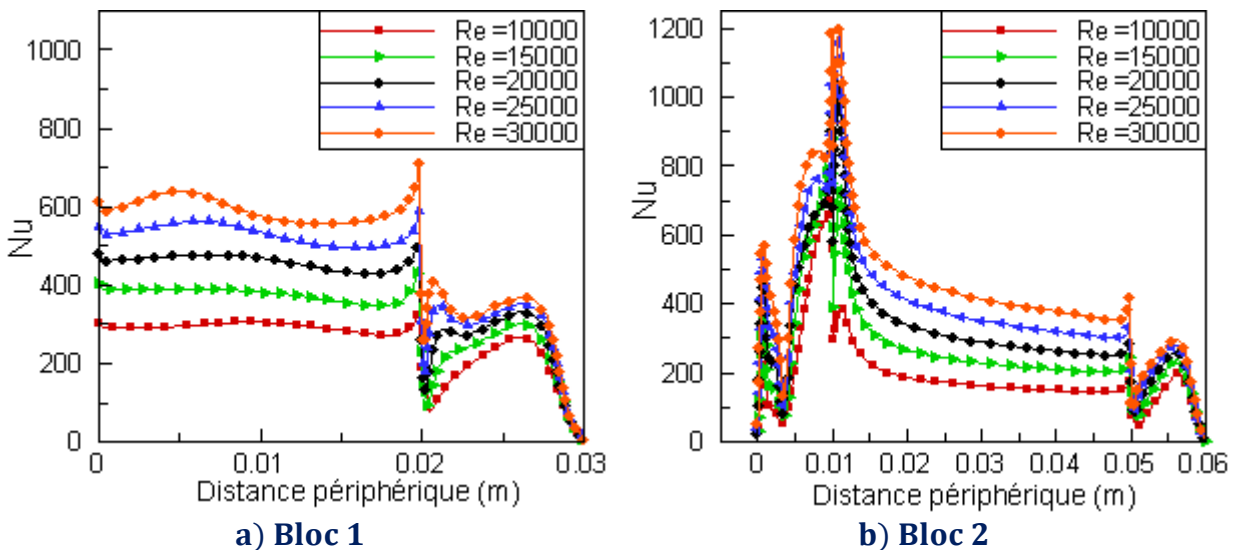 1000
800
600
400
200
0
Nu
Re =10000
Re =15000
Re =20000
Re =25000
Re =30000
0 0.01 0.02 0.03
Distance périphérique (m)
a) Bloc 1
1200
1000
800
600
400
200
0
Nu
Re =10000
Re =15000
Re =20000
Re =25000
Re =30000
0 0.01 0.02 0.03 0.04 0.05 0.06
Distance périphérique (m)
b) Bloc 2